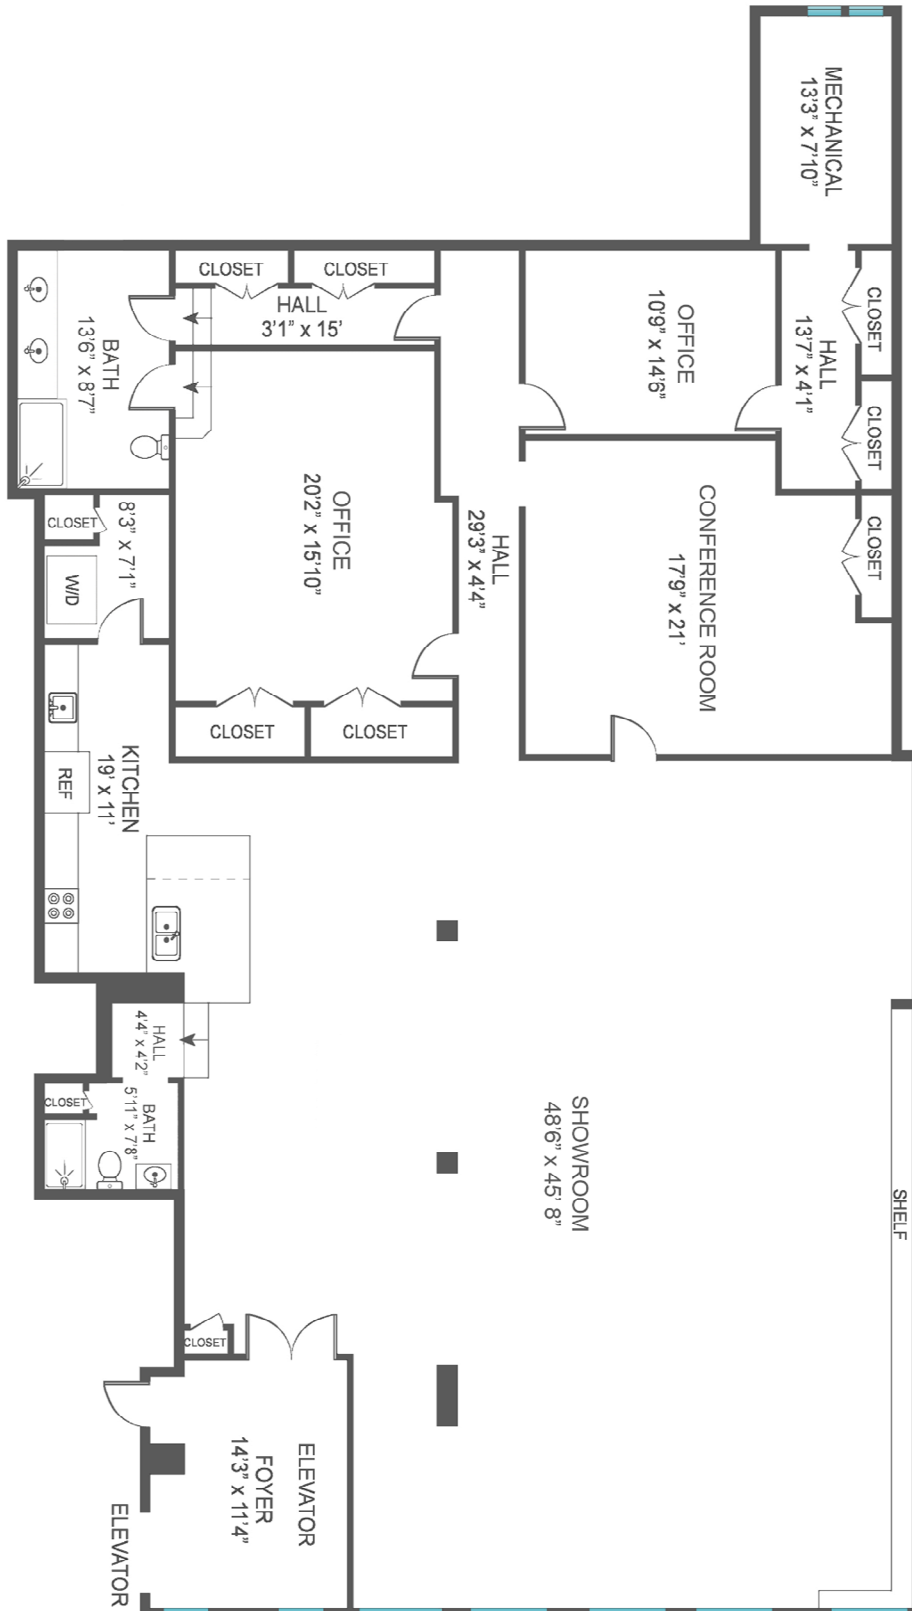 MECHANICAL
13'3" x 7'10"
CLOSET
CLOSET
HALL
3'1" x 15'
BATH
13'6" x 8'7"
OFFICE
10'9" x 14'6"
HALL
13'7" x 4'1"
CLOSET
CLOSET
CLOSET
CLOSET
8'3" x 7'1"
W/D
OFFICE
20'2" x 15'10"
HALL
29'3" x 4'4"
CONFERENCE ROOM
17'9" x 21'
CLOSET
CLOSET
KITCHEN
19' x 11'
REF
HALL
4'4" x 4'2"
CLOSET
BATH
5'11" x 7'8"
SHOWROOM
48'6" x 45' 8"
SHELF
CLOSET
ELEVATOR
FOYER
14'3" x 11'4"
ELEVATOR